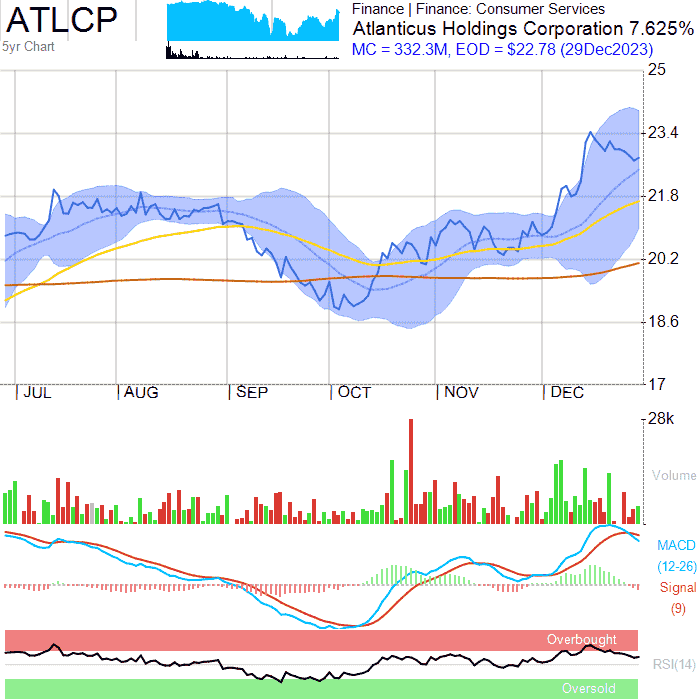 ATLCP
5yr Chart
Finance | Finance: Consumer Services
Atlanticus Holdings Corporation 7.625%
MC = 332.3M, EOD = $22.78 (29Dec2023)
25
23.4
21.8
20.2
18.6
17
JUL AUG SEP OCT NOV DEC
28k
Volume
MACD
(12-26)
Signal
(9)
Overbought
RSI(14)
Oversold